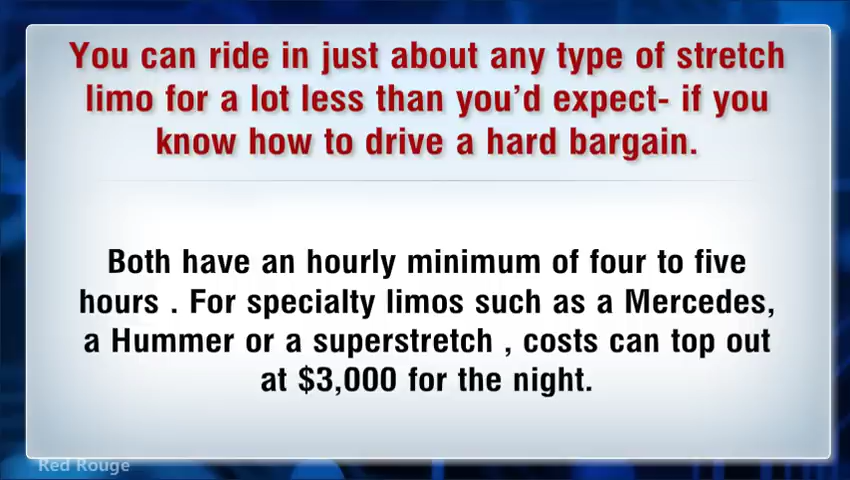 You can ride in just about any type of stretch
limo for a lot less than you'd expect- if you
know how to drive a hard bargain.
Both have an hourly minimum of four to five
hours . For specialty limos such as a Mercedes,
a Hummer or a superstretch , costs can top out
at $3,000 for the night.
Red Rouge